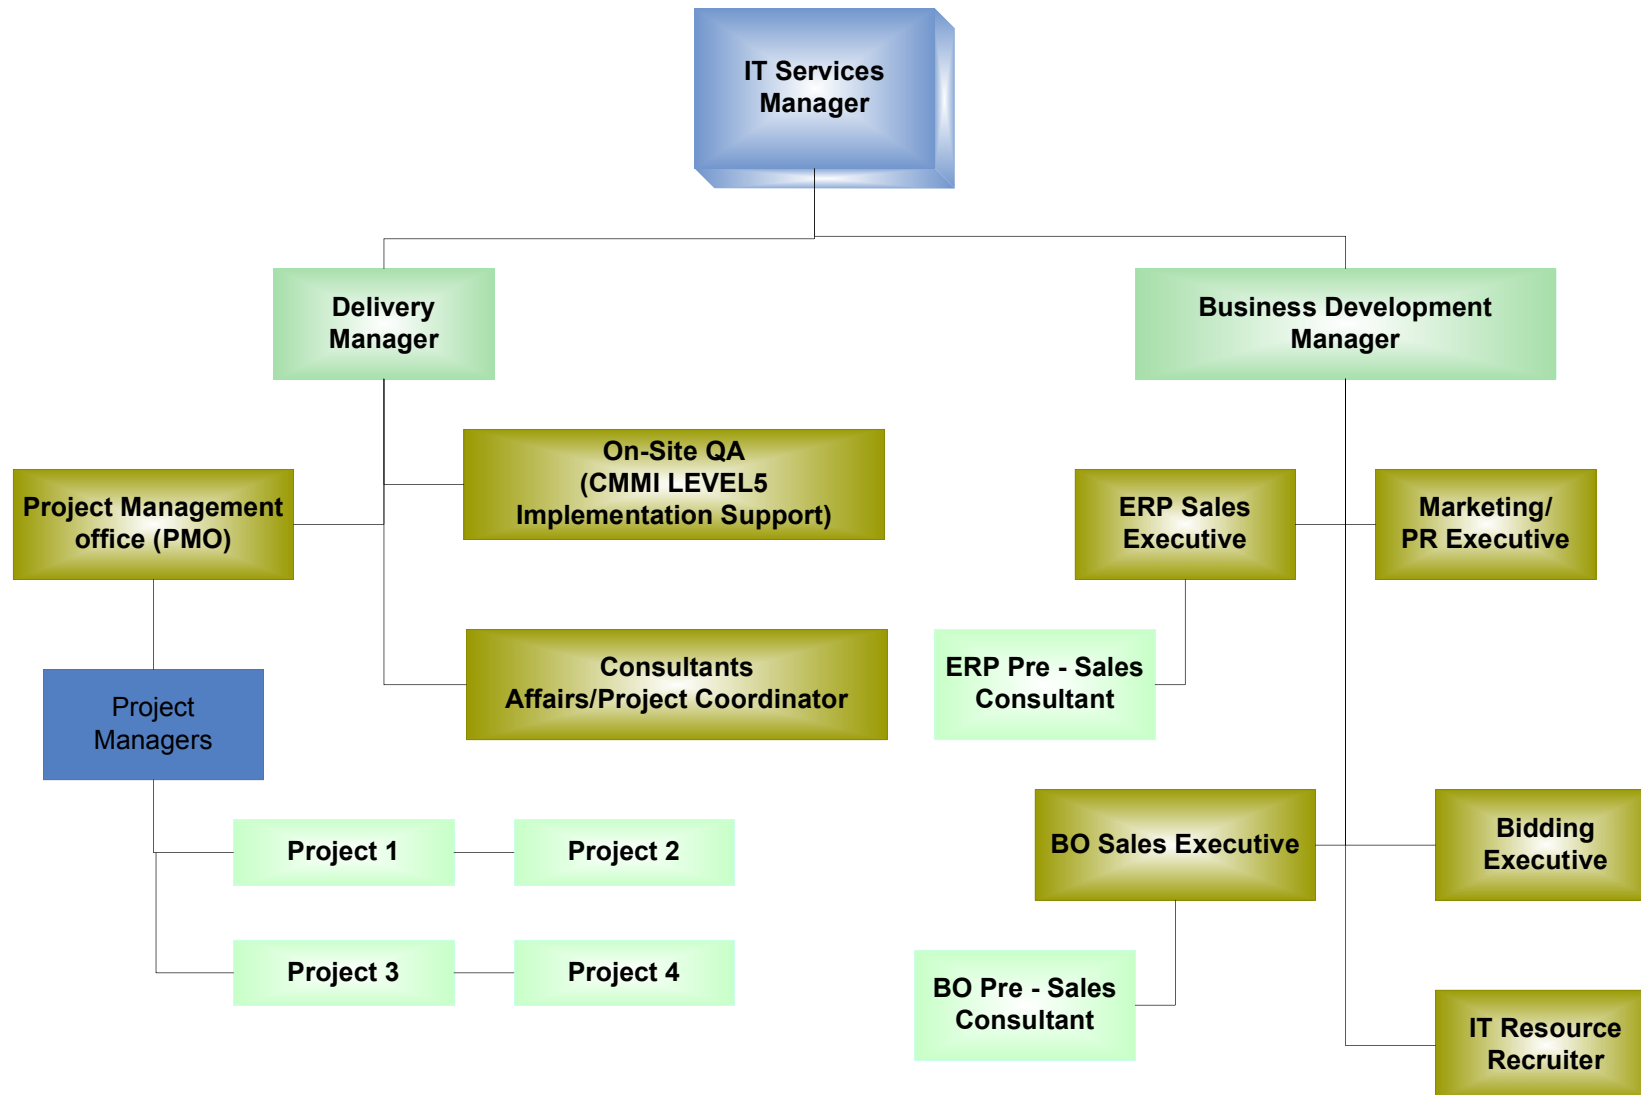 IT Services
Manager
Delivery
Manager
Business Development
Manager
On-Site QA
(CMMI LEVEL5
Implementation Support)
Project Management
office (PMO)
ERP Sales
Executive
Marketing/
PR Executive
Consultants
Affairs/Project Coordinator
ERP Pre - Sales
Consultant
Project
Managers
BO Sales Executive
Bidding
Executive
Project 1
Project 2
Project 3
Project 4
BO Pre - Sales
Consultant
IT Resource
Recruiter